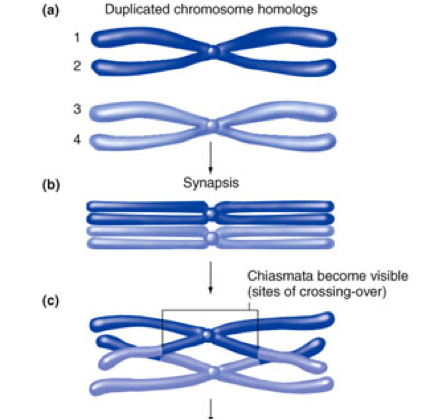 (a) Duplicated chromosome homologs
1
2
3
4
(b) Synapsis
Chiasmata become visible
(sites of crossing-over)
(c)